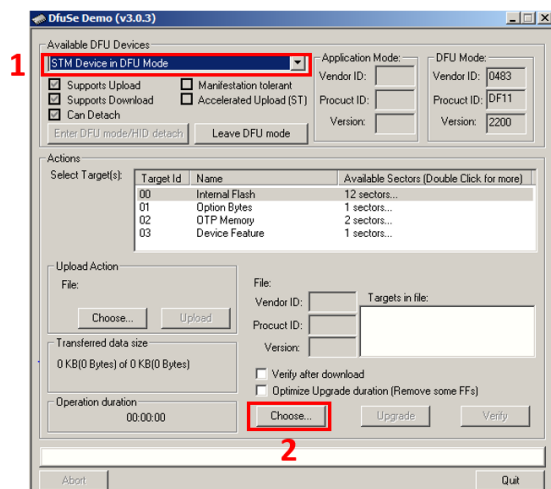 DfuSe Demo (v3.0.3)
Available DFU Devices
1
STM Device in DFU Mode
Supports Upload
Manifestation tolerant
Supports Download
Accelerated Upload (ST)
Can Detach
Enter DFU mode/HID detach
Leave DFU mode
Application Mode:
Vendor ID:
Procuct ID:
Version:
DFU Mode:
Vendor ID: 0483
Procuct ID: DF11
Version: 2200
Actions
Select Target(s):
Target Id Name Available Sectors (Double Click for more)
00 Internal Flash 12 sectors...
01 Option Bytes 1 sectors...
02 OTP Memory 2 sectors...
03 Device Feature 1 sectors...
Upload Action
File:
Choose...
Upload
Transferred data size
0 KB(0 Bytes) of 0 KB(0 Bytes)
Operation duration
00:00:00
File:
Vendor ID:
Procuct ID:
Version:
Targets in file:
Verify after download
Optimize Upgrade duration (Remove some FFs)
Choose...
Upgrade
Verify
2
Abort
Quit